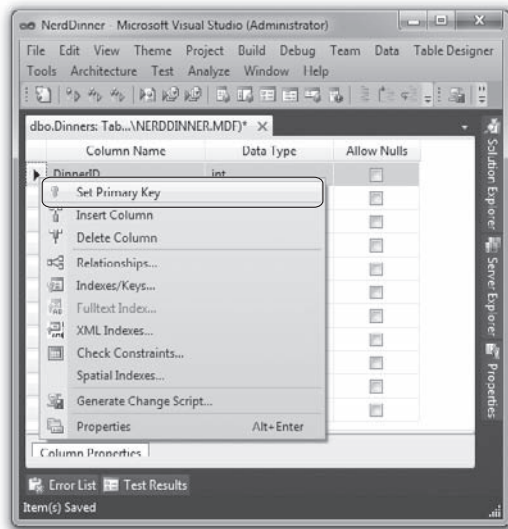 NerdDinner - Microsoft Visual Studio (Administrator)
File Edit View Theme Project Build Debug Team Data Table Designer
Tools Architecture Test Analyze Window Help
dbo.Dinners: Tab...\NERDDINNER.MDF)*
Column Name Data Type Allow Nulls
DinnerID int
Set Primary Key
Insert Column
Delete Column
Relationships...
Indexes/Keys...
Fulltext Index...
XML Indexes...
Check Constraints...
Spatial Indexes...
Generate Change Script...
Properties Alt+Enter
Column Properties
Solution Explorer
Server Explorer
Properties
Error List Test Results
Item(s) Saved